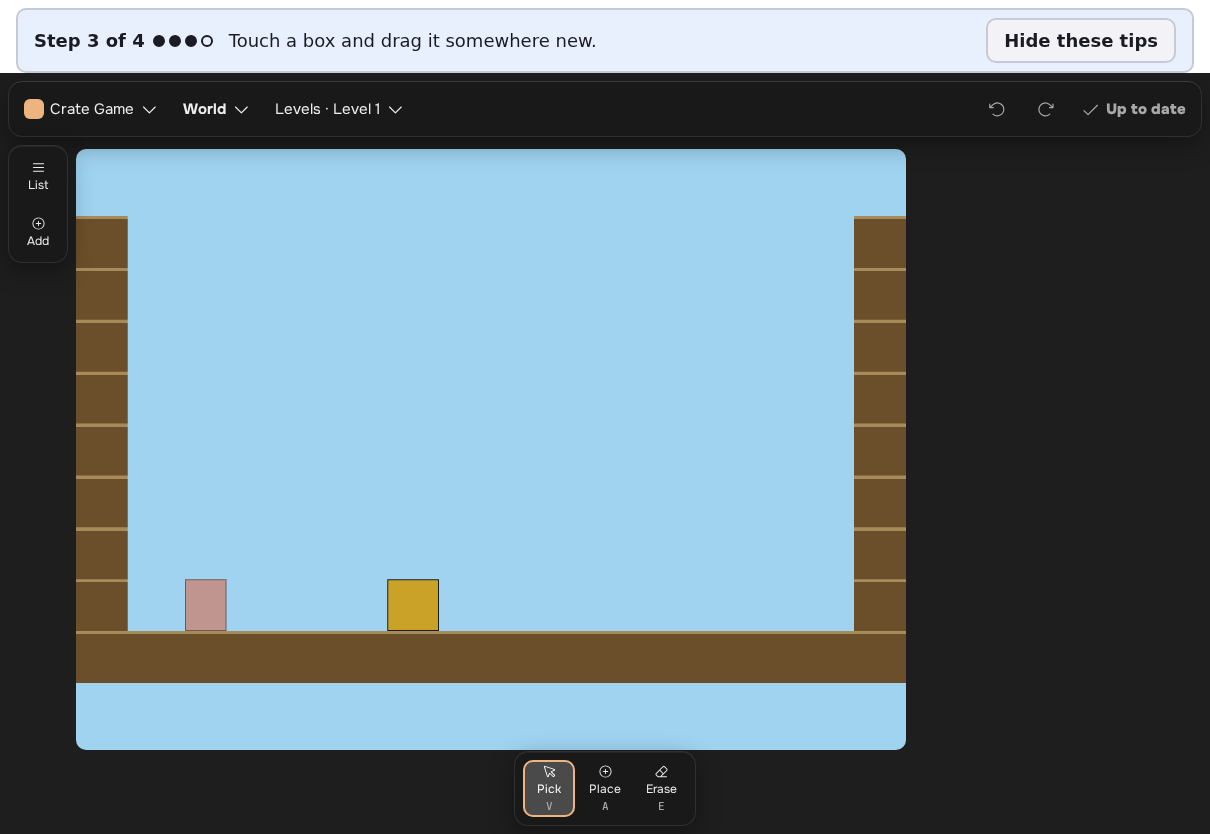 Step 3 of 4 Touch a box and drag it somewhere new. Hide these tips
Crate Game World Levels · Level 1 Up to date
List
Add
Pick Place Erase
V A E